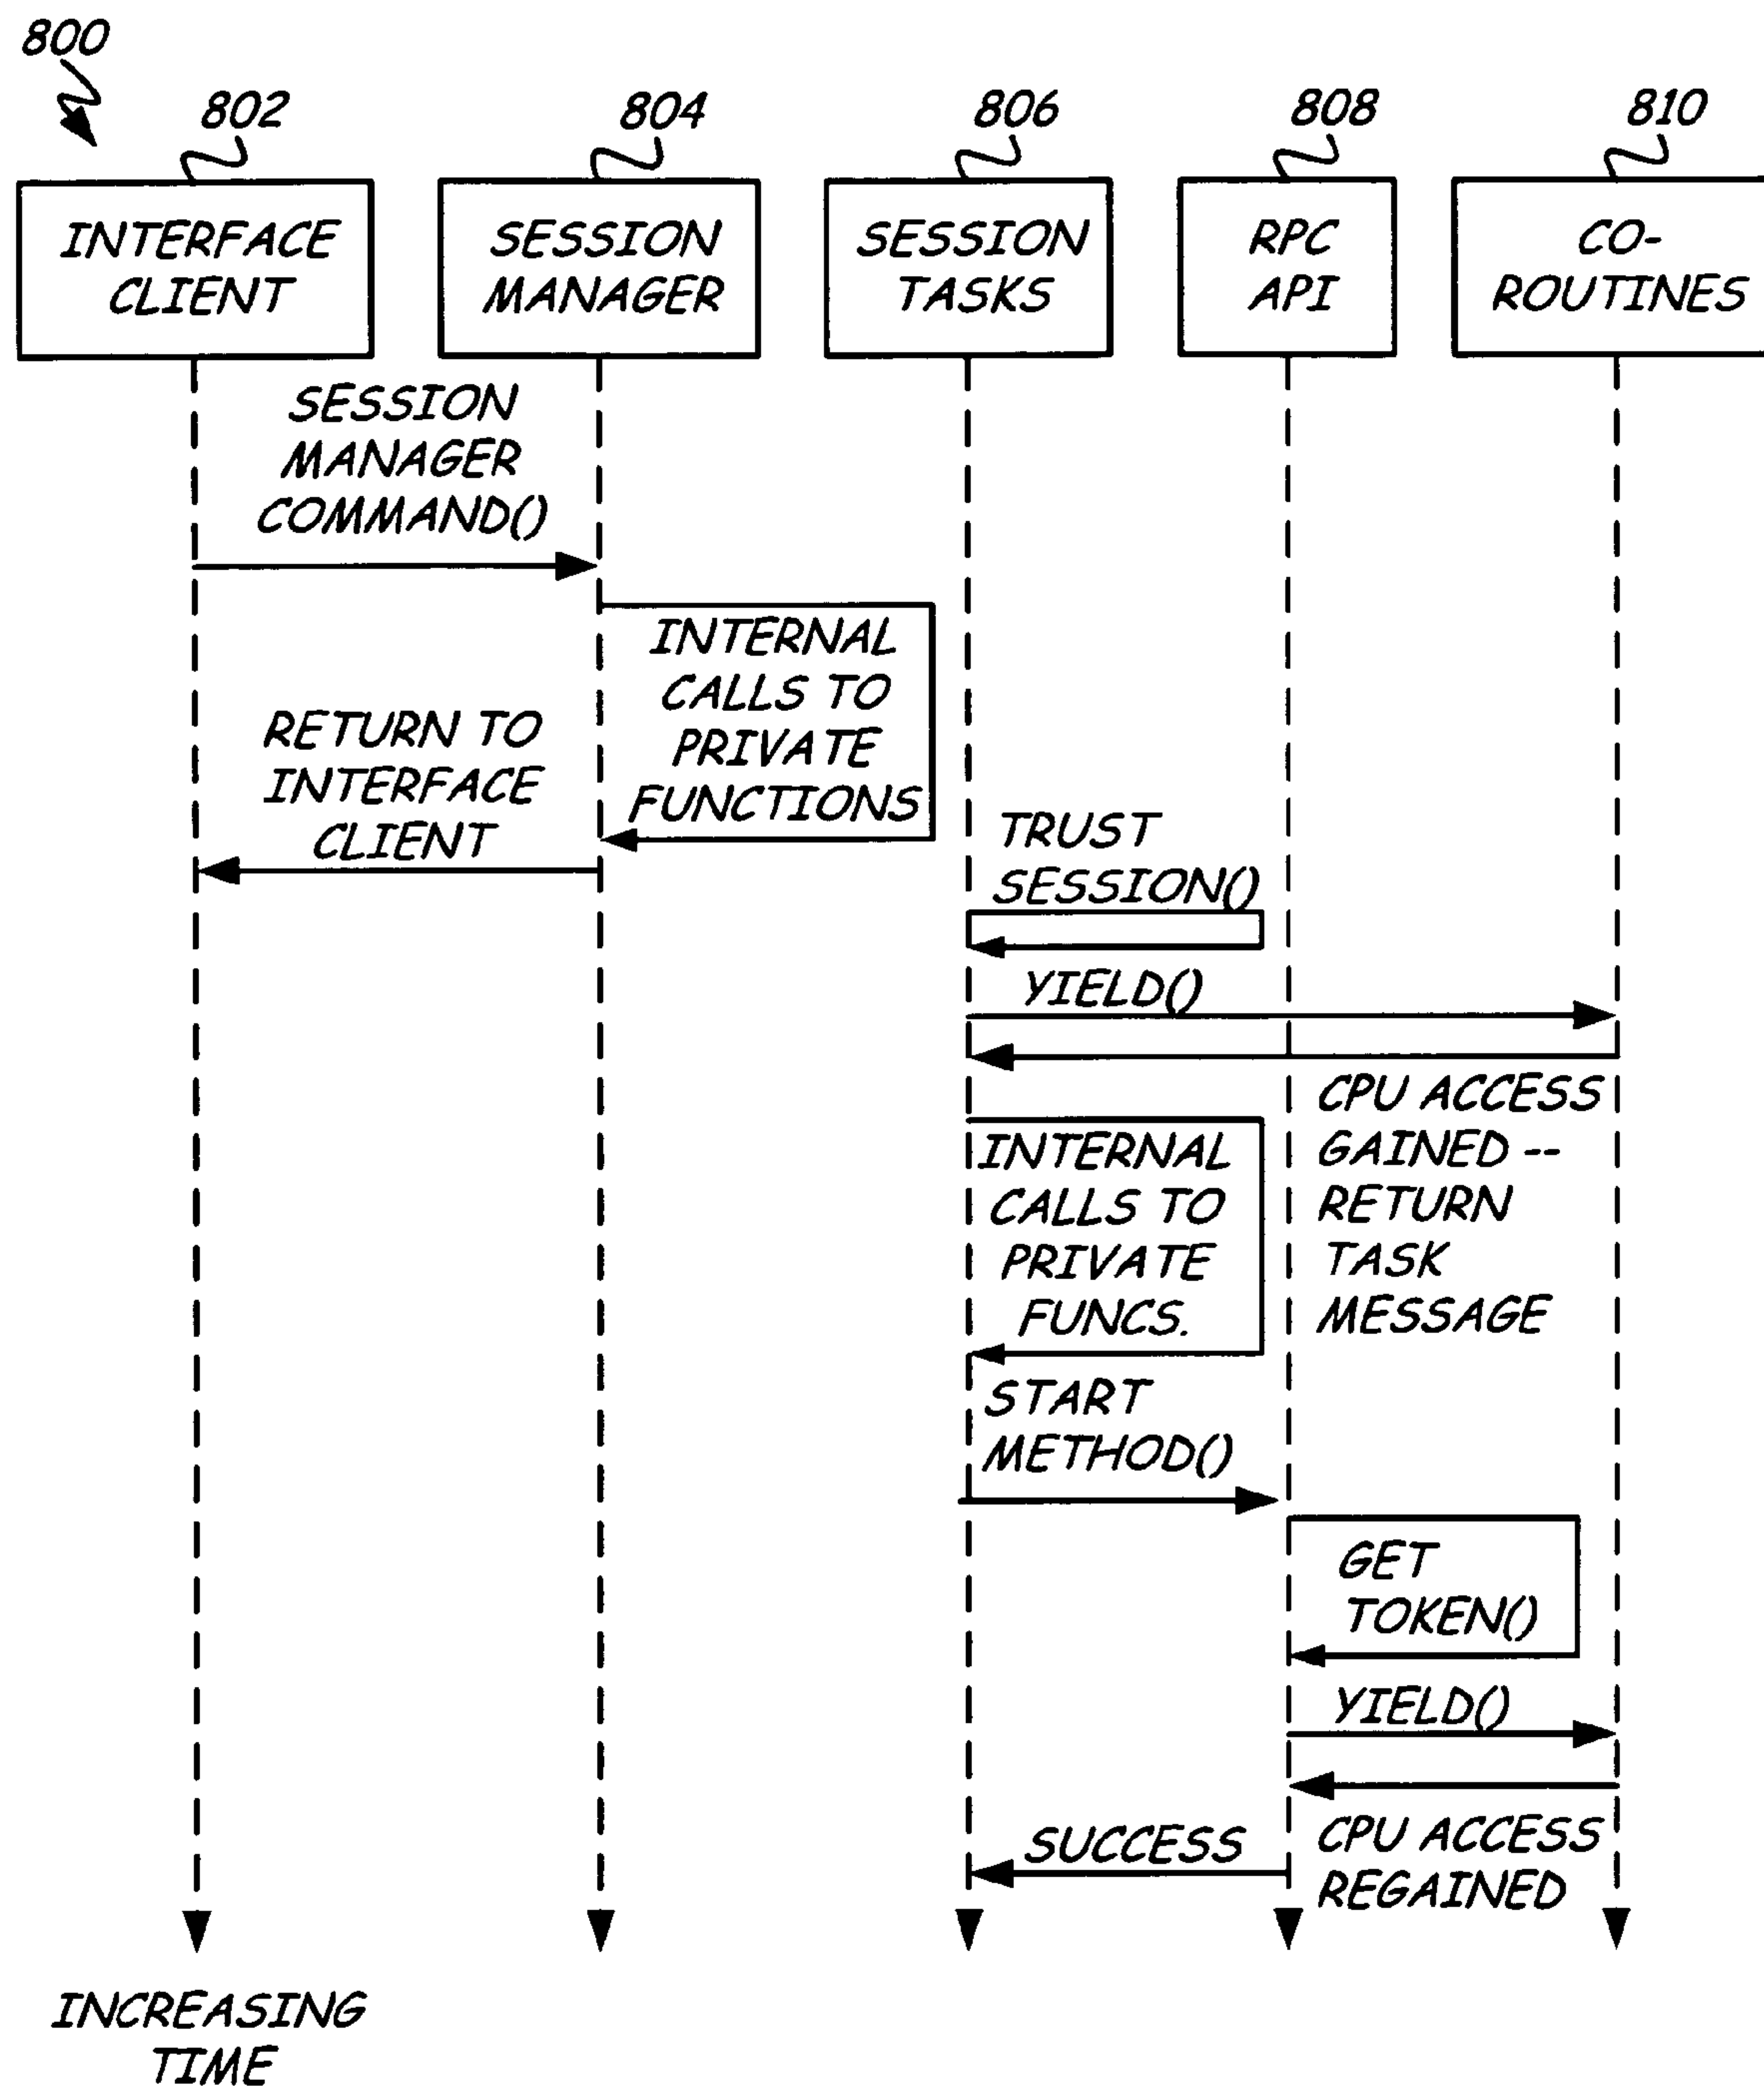 800
802
804
806
808
810
INTERFACE
CLIENT
SESSION
MANAGER
SESSION
TASKS
RPC
API
CO-
ROUTINES
SESSION
MANAGER
COMMAND()
INTERNAL
CALLS TO
PRIVATE
FUNCTIONS
RETURN TO
INTERFACE
CLIENT
TRUST
SESSION()
YIELD()
CPU ACCESS
GAINED --
RETURN
TASK
MESSAGE
INTERNAL
CALLS TO
PRIVATE
FUNCS.
START
METHOD()
GET
TOKEN()
YIELD()
CPU ACCESS
REGAINED
SUCCESS
INCREASING
TIME